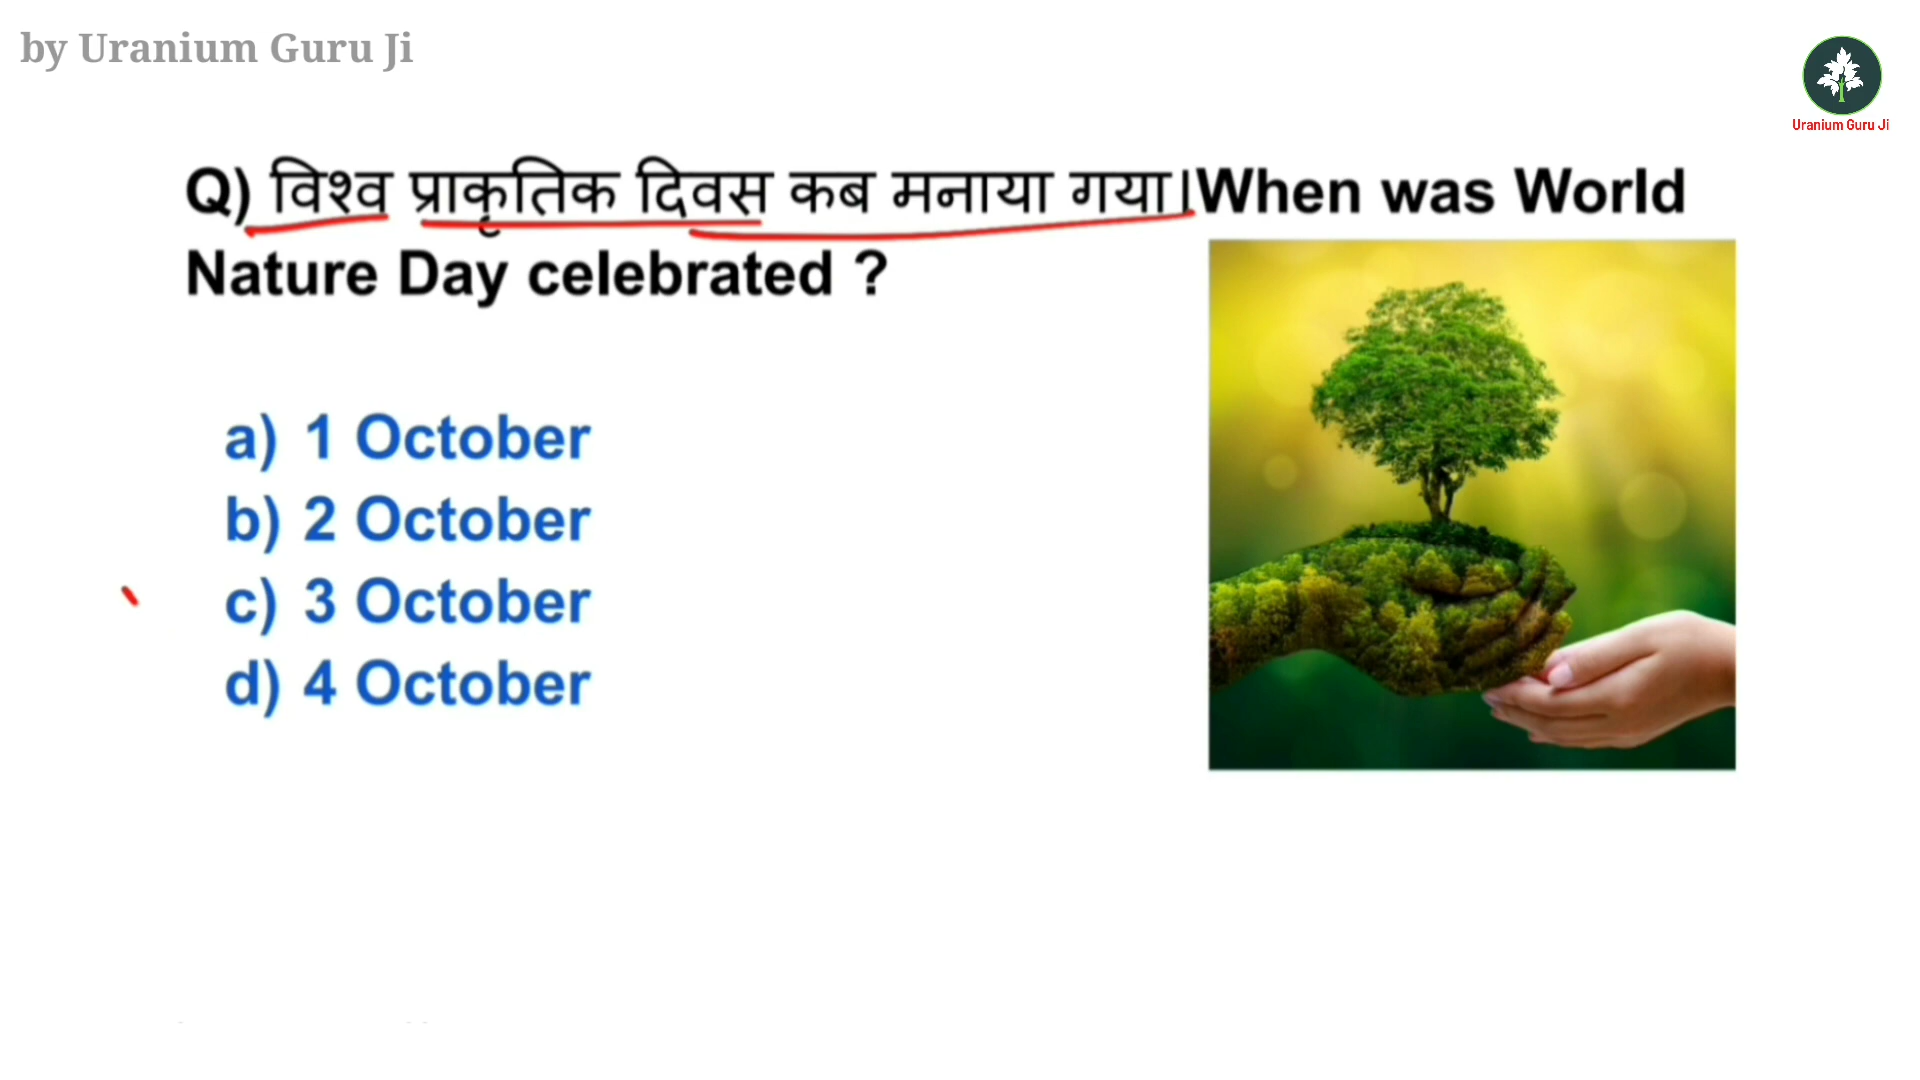 by Uranium Guru Ji
Uranium Guru Ji
Q) विश्व प्राकृतिक दिवस कब मनाया गया।When was World
Nature Day celebrated ?
a) 1 October
b) 2 October
c) 3 October
d) 4 October